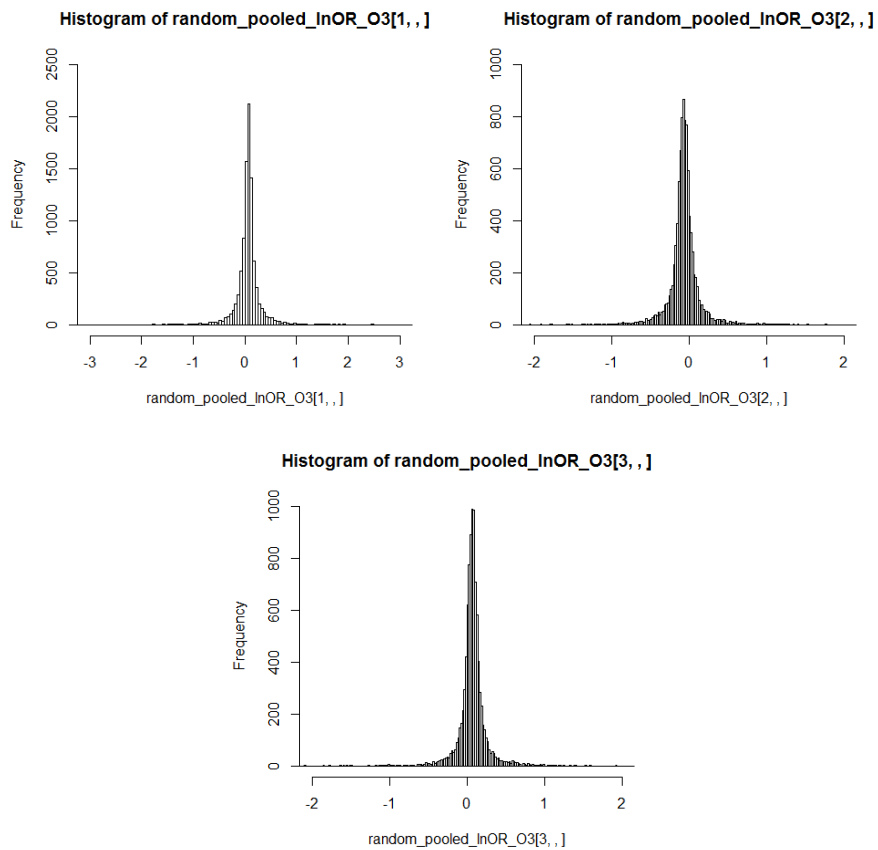 Histogram of random_pooled_lnOR_O3[1, , ]
Frequency
0 500 1000 1500 2000 2500
-3 -2 -1 0 1 2 3
random_pooled_lnOR_O3[1, , ]
Histogram of random_pooled_lnOR_O3[2, , ]
Frequency
0 200 400 600 800 1000
-2 -1 0 1 2
random_pooled_lnOR_O3[2, , ]
Histogram of random_pooled_lnOR_O3[3, , ]
Frequency
0 200 400 600 800 1000
-2 -1 0 1 2
random_pooled_lnOR_O3[3, , ]